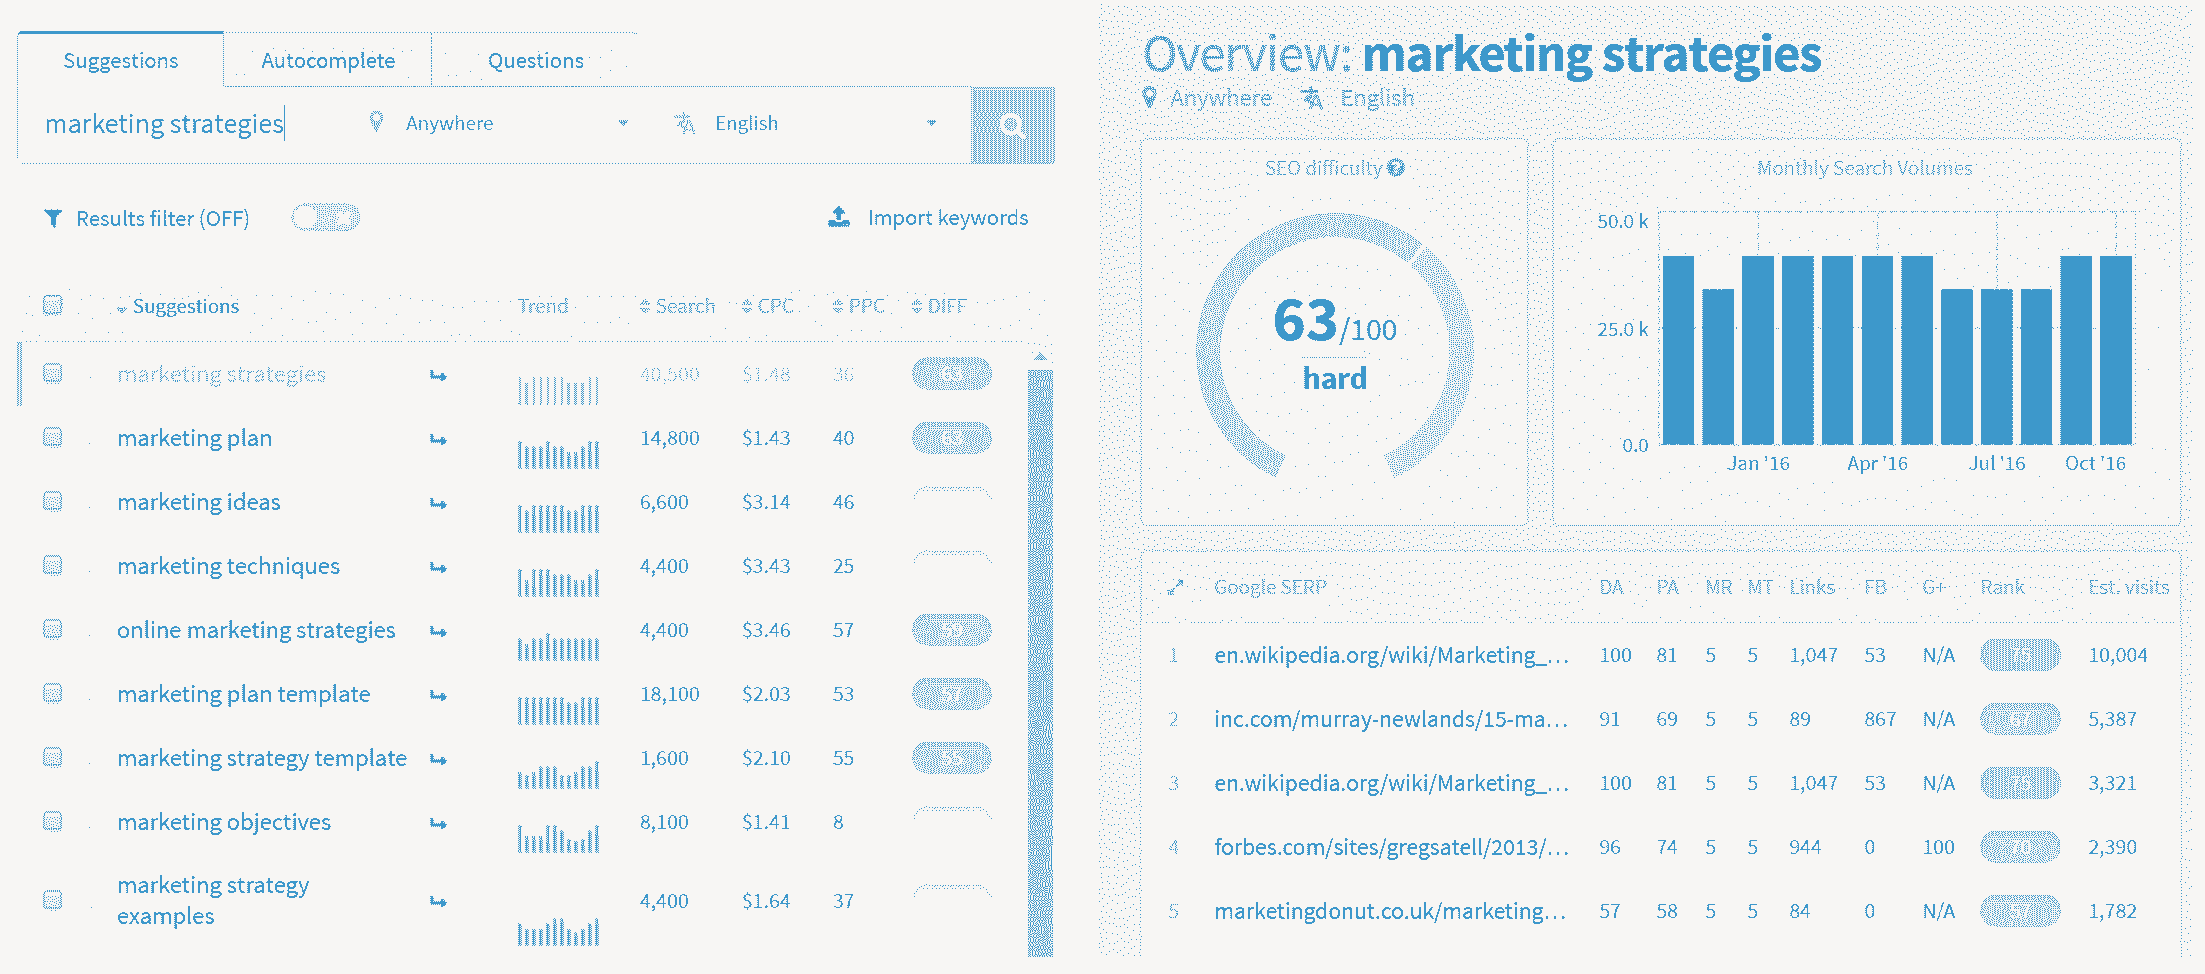 Suggestions Autocomplete Questions
marketing strategies Anywhere English
Results filter (OFF) Import keywords
Suggestions Trend Search CPC PPC DIFF
marketing strategies 40,500 $1.48 36 63
marketing plan 14,800 $1.43 40
marketing ideas 6,600 $3.14 46
marketing techniques 4,400 $3.43 25
online marketing strategies 4,400 $3.46 57 59
marketing plan template 18,100 $2.03 53 57
marketing strategy template 1,600 $2.10 55 55
marketing objectives 8,100 $1.41 8
marketing strategy
examples 4,400 $1.64 37
Overview: marketing strategies
Anywhere English
SEO difficulty ?
63/100
hard
Monthly Search Volumes
50.0 k
25.0 k
0.0
Jan '16 Apr '16 Jul '16 Oct '16
Google SERP DA PA MR MT Links FB G+ Rank Est. visits
1 en.wikipedia.org/wiki/Marketing_... 100 81 5 5 1,047 53 N/A 76 10,004
2 inc.com/murray-newlands/15-ma... 91 69 5 5 89 867 N/A 67 5,387
3 en.wikipedia.org/wiki/Marketing_... 100 81 5 5 1,047 53 N/A 76 3,321
4 forbes.com/sites/gregsatell/2013/... 96 74 5 5 944 0 100 70 2,390
5 marketingdonut.co.uk/marketing... 57 58 5 5 84 0 N/A 57 1,782